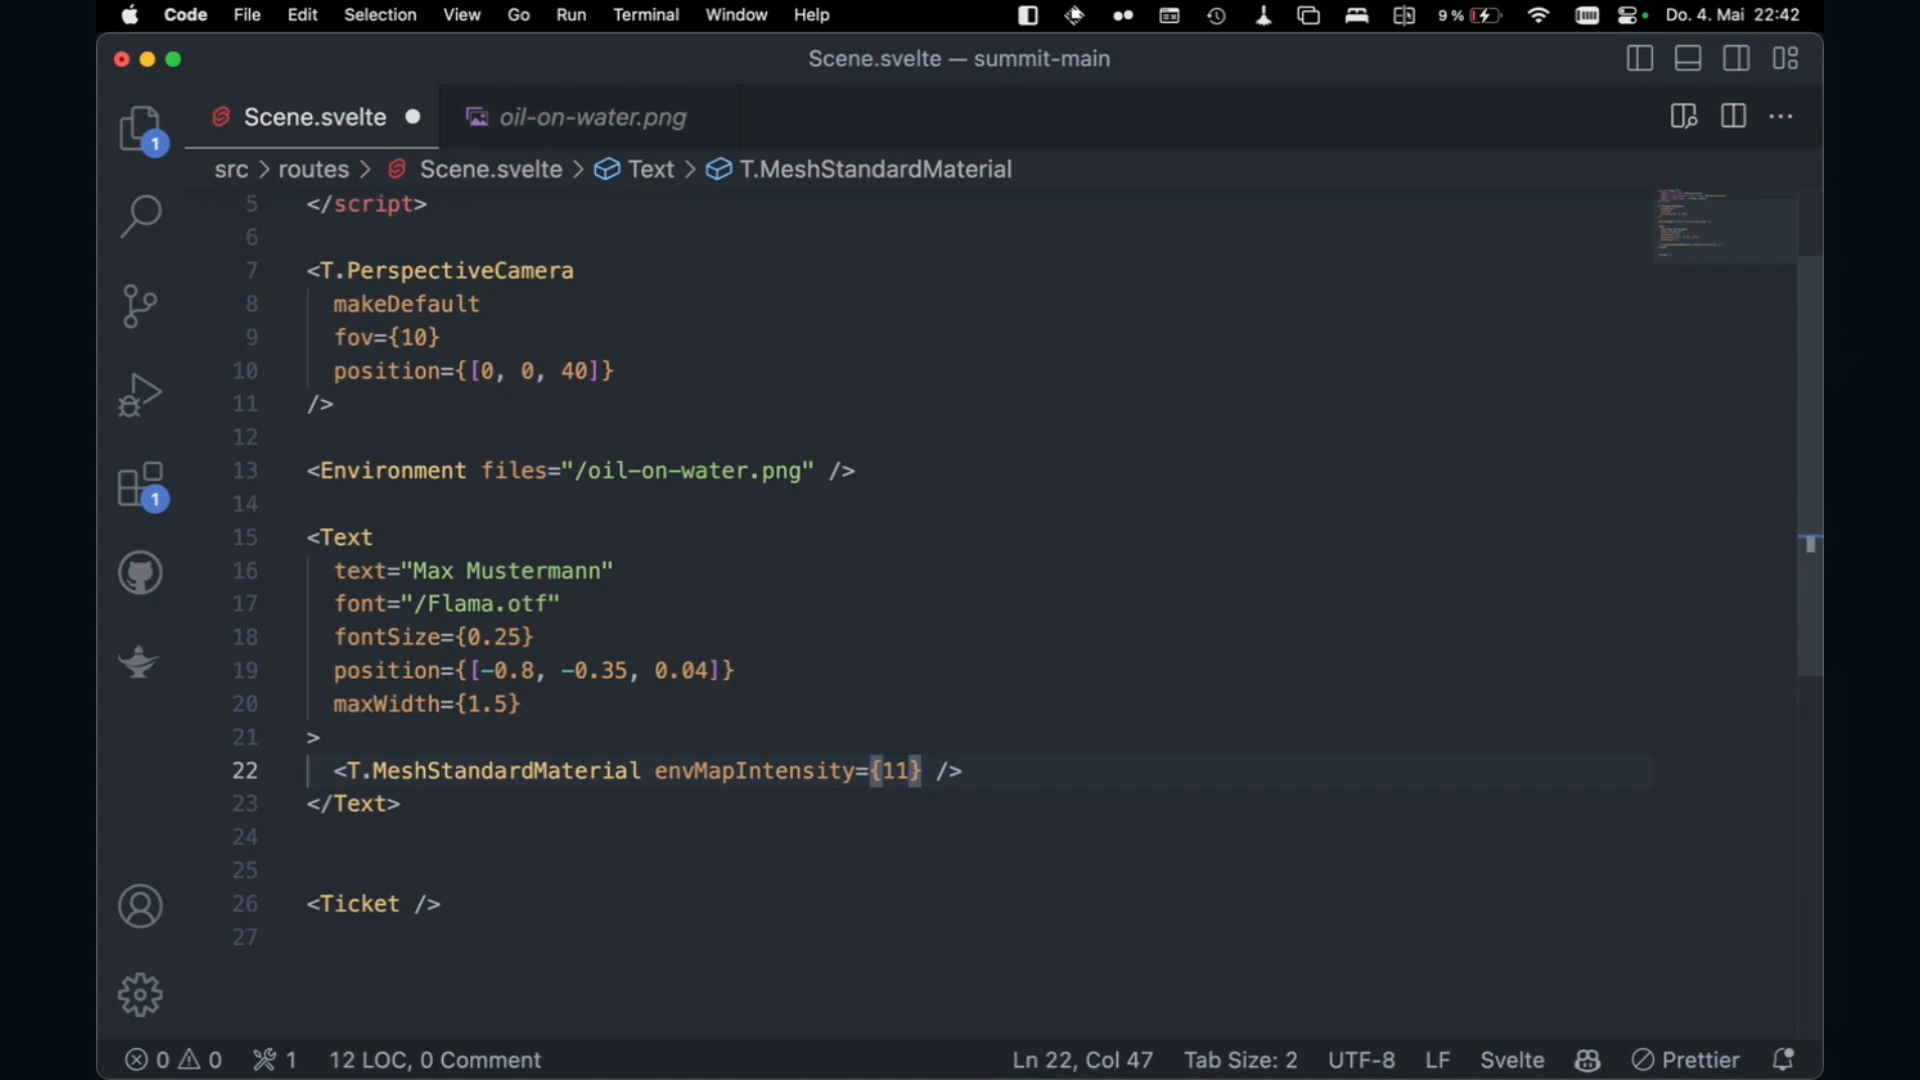 Code File Edit Selection View Go Run Terminal Window Help 9 % Do. 4. Mai 22:42
Scene.svelte — summit-main
Scene.svelte oil-on-water.png
src > routes > Scene.svelte > Text > T.MeshStandardMaterial
1
1
5 </script>
6
7 <T.PerspectiveCamera
8 makeDefault
9 fov={10}
10 position={[0, 0, 40]}
11 />
12
13 <Environment files="/oil-on-water.png" />
14
15 <Text
16 text="Max Mustermann"
17 font="/Flama.otf"
18 fontSize={0.25}
19 position={[-0.8, -0.35, 0.04]}
20 maxWidth={1.5}
21 >
22 <T.MeshStandardMaterial envMapIntensity={11} />
23 </Text>
24
25
26 <Ticket />
27
0 0 1 12 LOC, 0 Comment Ln 22, Col 47 Tab Size: 2 UTF-8 LF Svelte Prettier